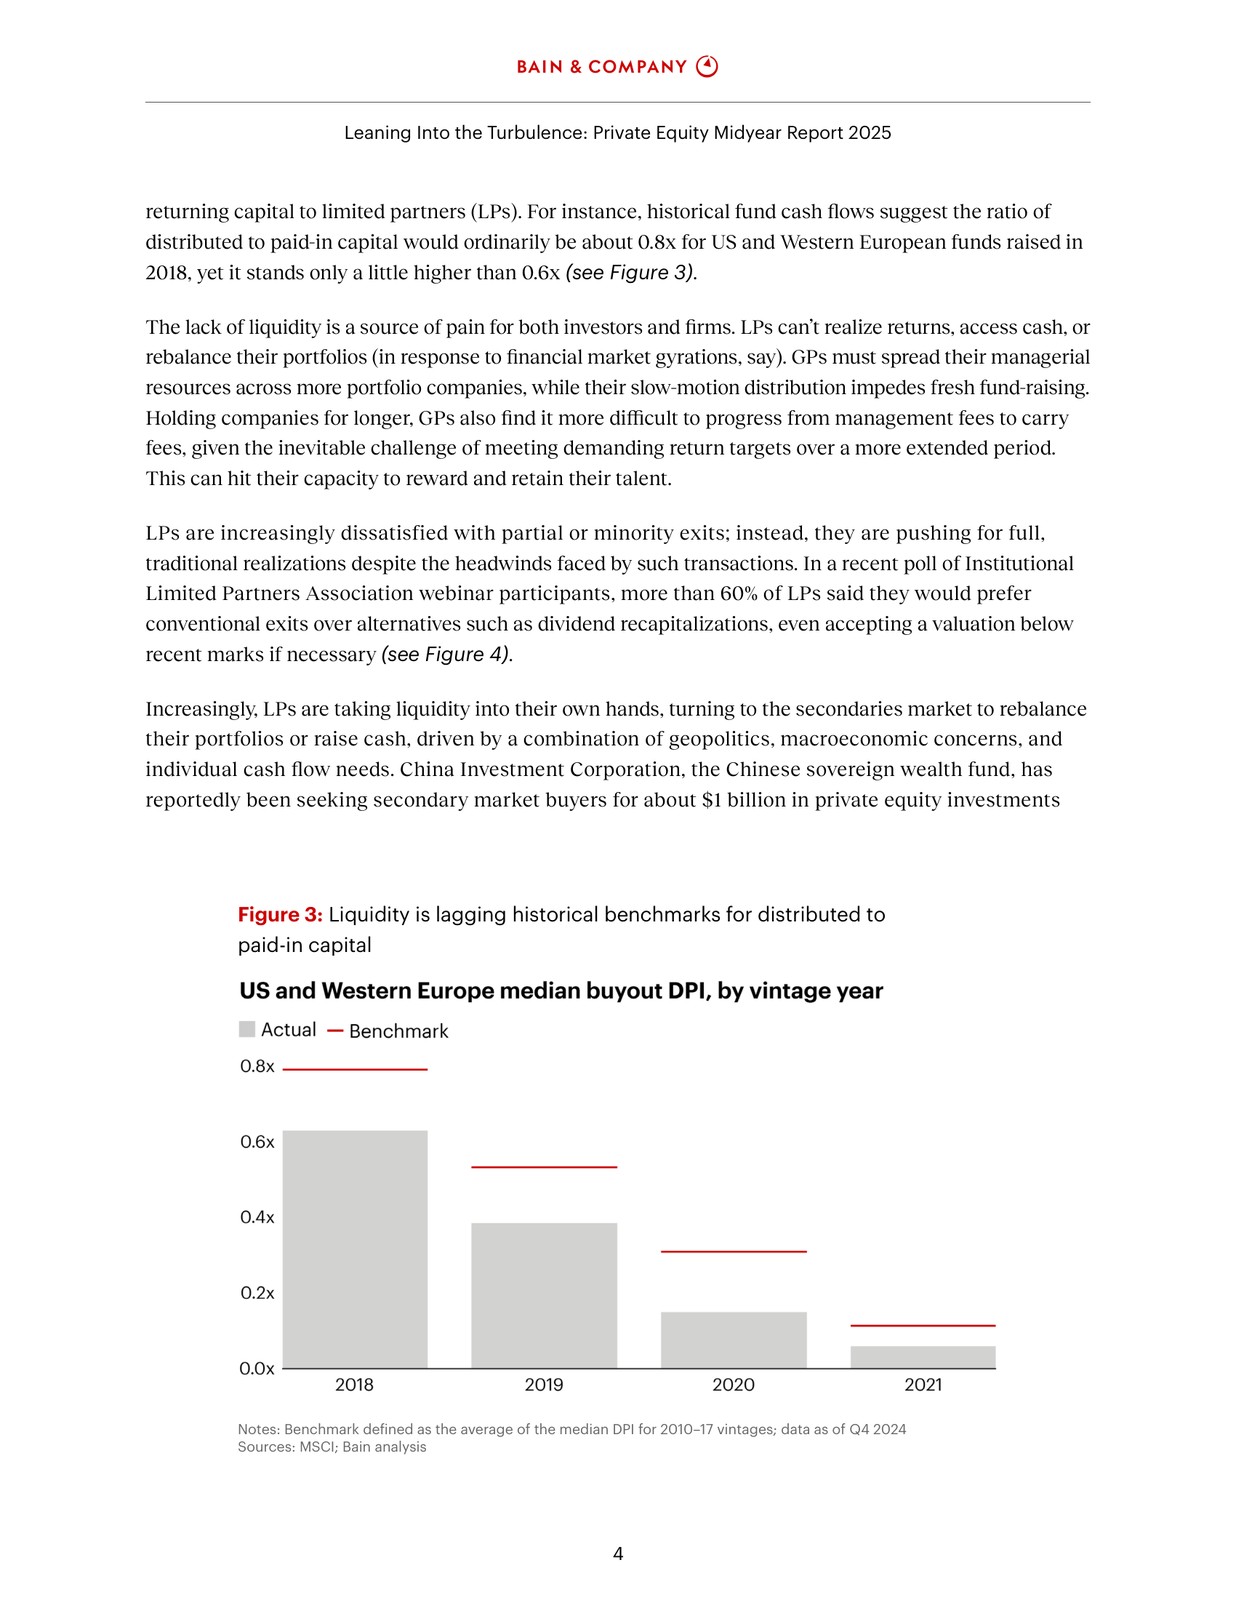 BAIN & COMPANY
Leaning Into the Turbulence: Private Equity Midyear Report 2025
returning capital to limited partners (LPs). For instance, historical fund cash flows suggest the ratio of
distributed to paid-in capital would ordinarily be about 0.8x for US and Western European funds raised in
2018, yet it stands only a little higher than 0.6x (see Figure 3).
The lack of liquidity is a source of pain for both investors and firms. LPs can’t realize returns, access cash, or
rebalance their portfolios (in response to financial market gyrations, say). GPs must spread their managerial
resources across more portfolio companies, while their slow-motion distribution impedes fresh fund-raising.
Holding companies for longer, GPs also find it more difficult to progress from management fees to carry
fees, given the inevitable challenge of meeting demanding return targets over a more extended period.
This can hit their capacity to reward and retain their talent.
LPs are increasingly dissatisfied with partial or minority exits; instead, they are pushing for full,
traditional realizations despite the headwinds faced by such transactions. In a recent poll of Institutional
Limited Partners Association webinar participants, more than 60% of LPs said they would prefer
conventional exits over alternatives such as dividend recapitalizations, even accepting a valuation below
recent marks if necessary (see Figure 4).
Increasingly, LPs are taking liquidity into their own hands, turning to the secondaries market to rebalance
their portfolios or raise cash, driven by a combination of geopolitics, macroeconomic concerns, and
individual cash flow needs. China Investment Corporation, the Chinese sovereign wealth fund, has
reportedly been seeking secondary market buyers for about $1 billion in private equity investments
Figure 3: Liquidity is lagging historical benchmarks for distributed to
paid-in capital
US and Western Europe median buyout DPI, by vintage year
Actual Benchmark
0.8x
0.6x
0.4x
0.2x
0.0x
2018 2019 2020 2021
Notes: Benchmark defined as the average of the median DPI for 2010–17 vintages; data as of Q4 2024
Sources: MSCI; Bain analysis
4